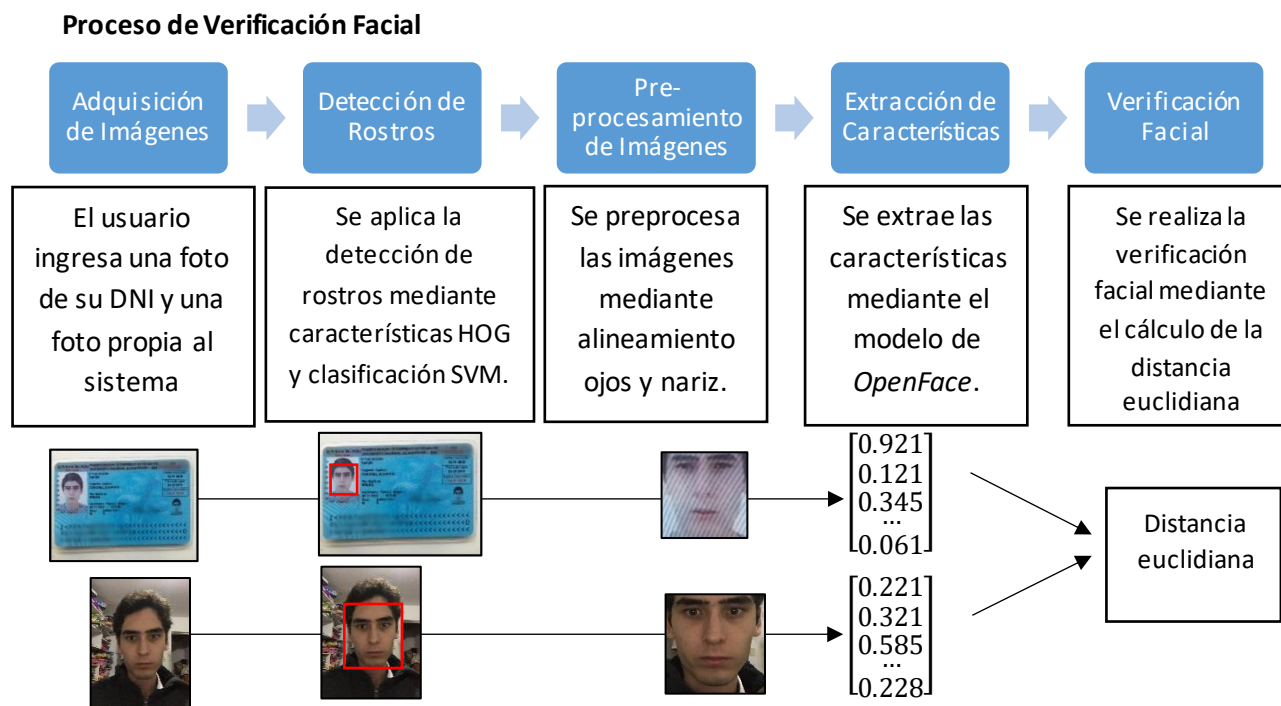 Proceso de Verificación Facial
Adquisición
de Imágenes
Detección de
Rostros
Pre-
procesamiento
de Imágenes
Extracción de
Características
Verificación
Facial
El usuario
ingresa una foto
de su DNI y una
foto propia al
sistema
Se aplica la
detección de
rostros mediante
características HOG
y clasificación SVM.
Se preprocesa
las imágenes
mediante
alineamiento
ojos y nariz.
Se extrae las
características
mediante el
modelo de
OpenFace.
Se realiza la
verificación
facial mediante
el cálculo de la
distancia
euclidiana
0.921
0.121
0.345
...
0.061
0.221
0.321
0.585
...
0.228
Distancia
euclidiana